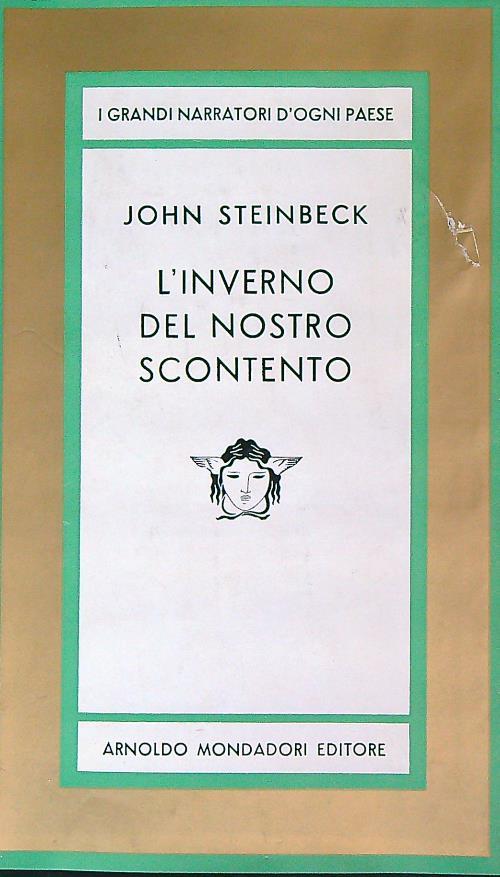 I GRANDI NARRATORI D'OGNI PAESE
JOHN STEINBECK
L'INVERNO
DEL NOSTRO
SCONTENTO
ARNOLDO MONDADORI EDITORE